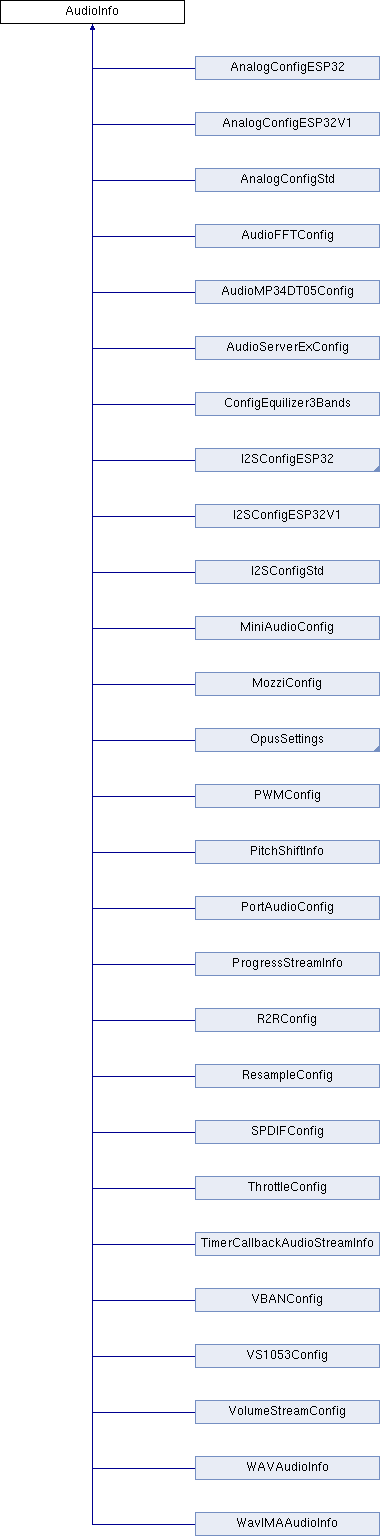 AudioInfo
AnalogConfigESP32
AnalogConfigESP32V1
AnalogConfigStd
AudioFFTConfig
AudioMP34DT05Config
AudioServerExConfig
ConfigEquilizer3Bands
I2SConfigESP32
I2SConfigESP32V1
I2SConfigStd
MiniAudioConfig
MozziConfig
OpusSettings
PWMConfig
PitchShiftInfo
PortAudioConfig
ProgressStreamInfo
R2RConfig
ResampleConfig
SPDIFConfig
ThrottleConfig
TimerCallbackAudioStreamInfo
VBANConfig
VS1053Config
VolumeStreamConfig
WAVAudioInfo
WavIMAAudioInfo